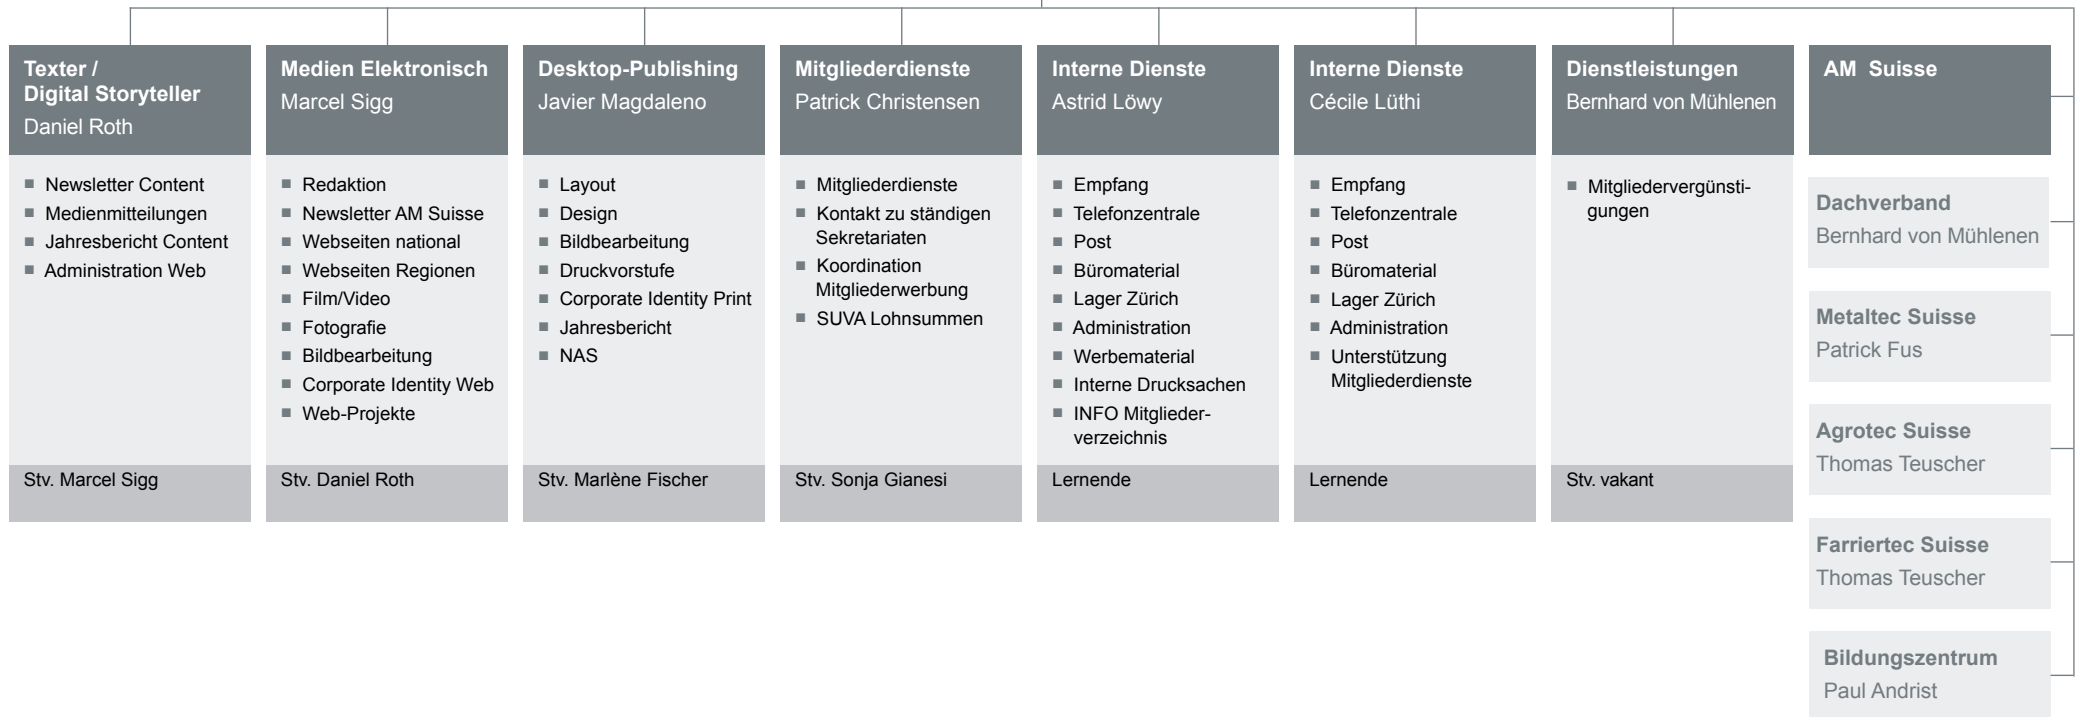 Texter /
Digital Storyteller
Daniel Roth
■ Newsletter Content
■ Medienmitteilungen
■ Jahresbericht Content
■ Administration Web
Stv. Marcel Sigg
Medien Elektronisch
Marcel Sigg
■ Redaktion
■ Newsletter AM Suisse
■ Webseiten national
■ Webseiten Regionen
■ Film/Video
■ Fotografie
■ Bildbearbeitung
■ Corporate Identity Web
■ Web-Projekte
Stv. Daniel Roth
Desktop-Publishing
Javier Magdaleno
■ Layout
■ Design
■ Bildbearbeitung
■ Druckvorstufe
■ Corporate Identity Print
■ Jahresbericht
■ NAS
Stv. Marlène Fischer
Mitgliederdienste
Patrick Christensen
■ Mitgliederdienste
■ Kontakt zu ständigen
Sekretariaten
■ Koordination
Mitgliederwerbung
■ SUVA Lohnsummen
Stv. Sonja Gianesi
Interne Dienste
Astrid Löwy
■ Empfang
■ Telefonzentrale
■ Post
■ Büromaterial
■ Lager Zürich
■ Administration
■ Werbematerial
■ Interne Drucksachen
■ INFO Mitglieder-
verzeichnis
Lernende
Interne Dienste
Cécile Lüthi
■ Empfang
■ Telefonzentrale
■ Post
■ Büromaterial
■ Lager Zürich
■ Administration
■ Unterstützung
Mitgliederdienste
Lernende
Dienstleistungen
Bernhard von Mühlenen
■ Mitgliedervergünsti-
gungen
Stv. vakant
AM Suisse
Dachverband
Bernhard von Mühlenen
Metaltec Suisse
Patrick Fus
Agrotec Suisse
Thomas Teuscher
Farriertec Suisse
Thomas Teuscher
Bildungszentrum
Paul Andrist